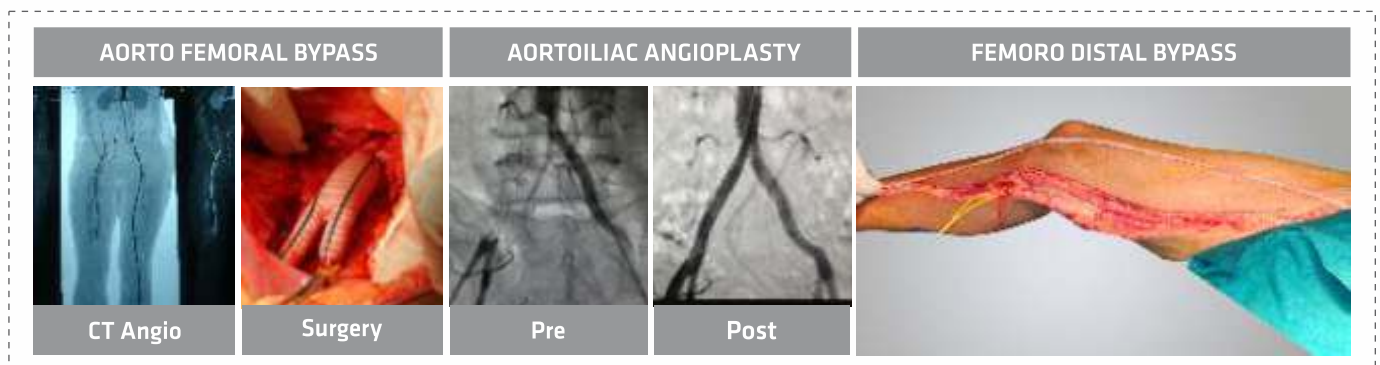 AORTO FEMORAL BYPASS
AORTOILIAC ANGIOPLASTY
FEMORO DISTAL BYPASS
CT Angio
Surgery
Pre
Post